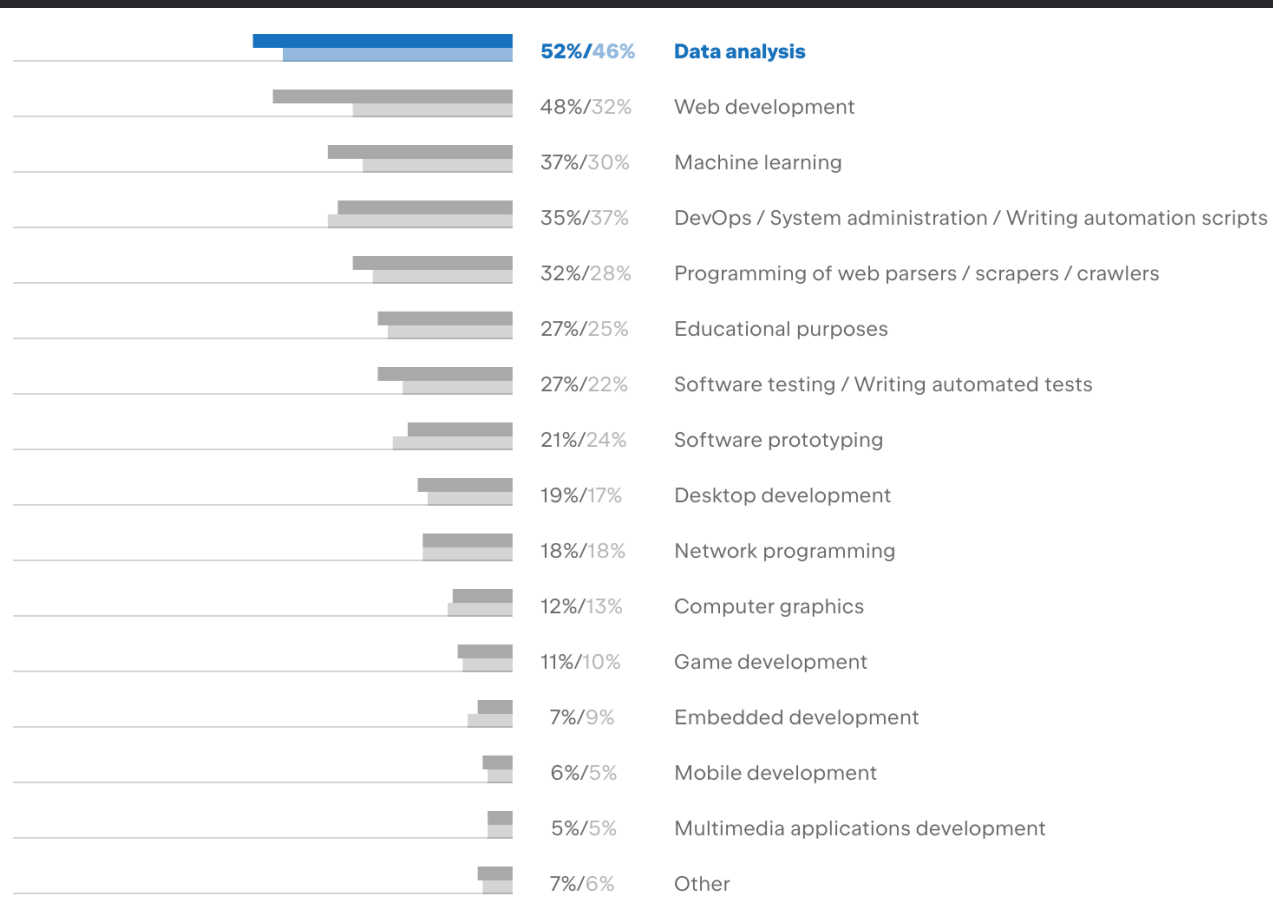 52%/46% Data analysis
48%/32% Web development
37%/30% Machine learning
35%/37% DevOps / System administration / Writing automation scripts
32%/28% Programming of web parsers / scrapers / crawlers
27%/25% Educational purposes
27%/22% Software testing / Writing automated tests
21%/24% Software prototyping
19%/17% Desktop development
18%/18% Network programming
12%/13% Computer graphics
11%/10% Game development
7%/9% Embedded development
6%/5% Mobile development
5%/5% Multimedia applications development
7%/6% Other